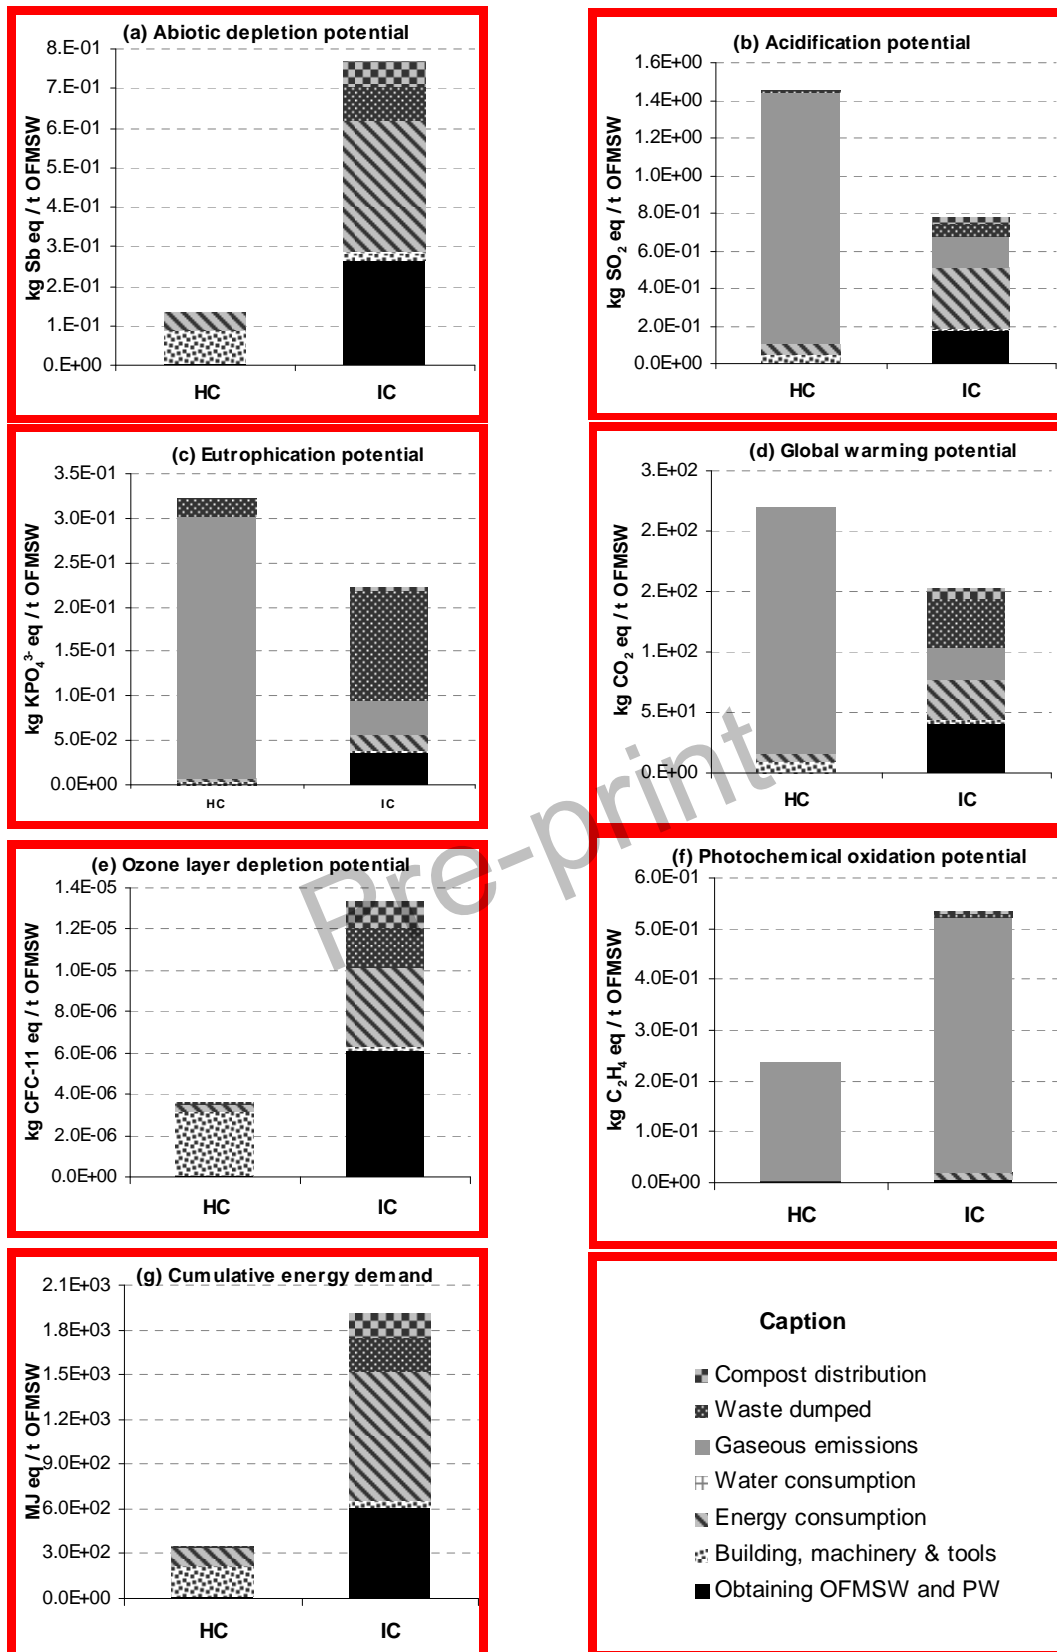 (a) Abiotic depletion potential
kg Sb eq / t OFMSW
8.E-01
7.E-01
6.E-01
5.E-01
4.E-01
3.E-01
2.E-01
1.E-01
0.E+00
HC IC
(b) Acidification potential
kg SO₂ eq / t OFMSW
1.6E+00
1.4E+00
1.2E+00
1.0E+00
8.0E-01
6.0E-01
4.0E-01
2.0E-01
0.0E+00
HC IC
(c) Eutrophication potential
kg KPO₄³⁻ eq / t OFMSW
3.5E-01
3.0E-01
2.5E-01
2.0E-01
1.5E-01
1.0E-01
5.0E-02
0.0E+00
HC IC
(d) Global warming potential
kg CO₂ eq / t OFMSW
3.E+02
2.E+02
2.E+02
1.E+02
5.E+01
0.E+00
HC IC
(e) Ozone layer depletion potential
kg CFC-11 eq / t OFMSW
1.4E-05
1.2E-05
1.0E-05
8.0E-06
6.0E-06
4.0E-06
2.0E-06
0.0E+00
HC IC
(f) Photochemical oxidation potential
kg C₂H₄ eq / t OFMSW
6.0E-01
5.0E-01
4.0E-01
3.0E-01
2.0E-01
1.0E-01
0.0E+00
HC IC
(g) Cumulative energy demand
MJ eq / t OFMSW
2.1E+03
1.8E+03
1.5E+03
1.2E+03
9.0E+02
6.0E+02
3.0E+02
0.0E+00
HC IC
Caption
Compost distribution
Waste dumped
Gaseous emissions
Water consumption
Energy consumption
Building, machinery & tools
Obtaining OFMSW and PW
Pre-print